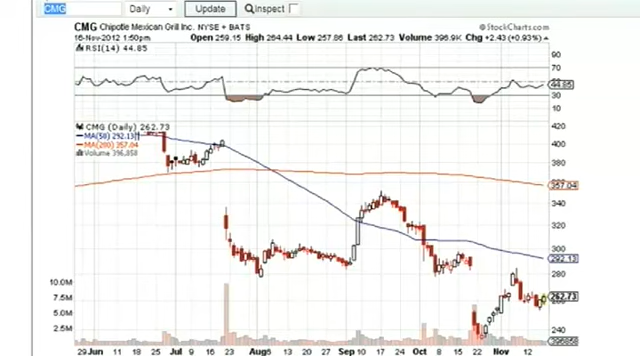 CMG Daily Update Inspect
CMG Chipotle Mexican Grill Inc. NYSE + BATS © StockCharts.com
16-Nov-2012 1:50pm Open 259.15 High 264.44 Low 257.86 Last 262.73 Volume 396.9K Chg +2.43 (+0.93%)
RSI(14) 44.85
90
70
50
44.85
30
10
CMG (Daily) 262.73
MA(50) 292.13
MA(200) 357.04
Volume 396,858
420
400
380
357.04
340
320
300
292.13
280
262.73
240
10.0M
7.5M
5.0M
2.5M
29 Jun 11 18 Jul 9 16 23 Aug 6 13 20 Sep 10 17 24 Oct 8 15 22 Nov 12